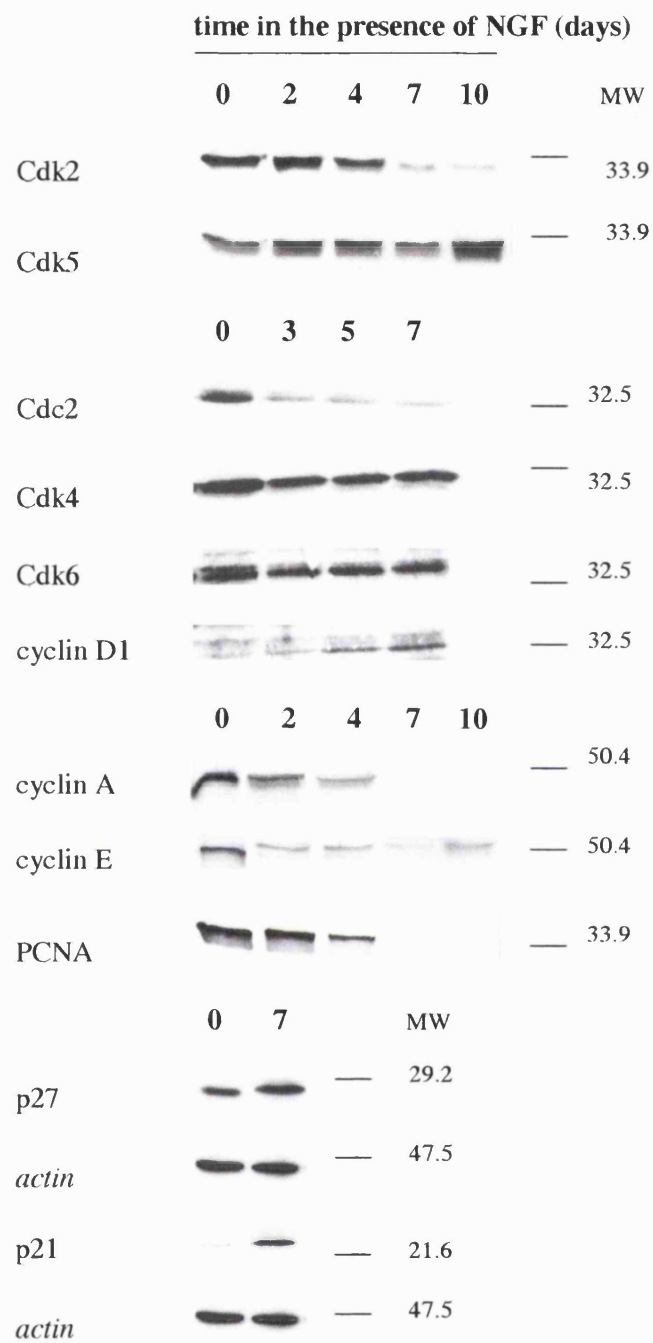 time in the presence of NGF (days)
0 2 4 7 10 MW
Cdk2 33.9
Cdk5 33.9
0 3 5 7
Cdc2 32.5
Cdk4 32.5
Cdk6 32.5
cyclin D1 32.5
0 2 4 7 10
cyclin A 50.4
cyclin E 50.4
PCNA 33.9
0 7 MW
p27 29.2
actin 47.5
p21 21.6
actin 47.5